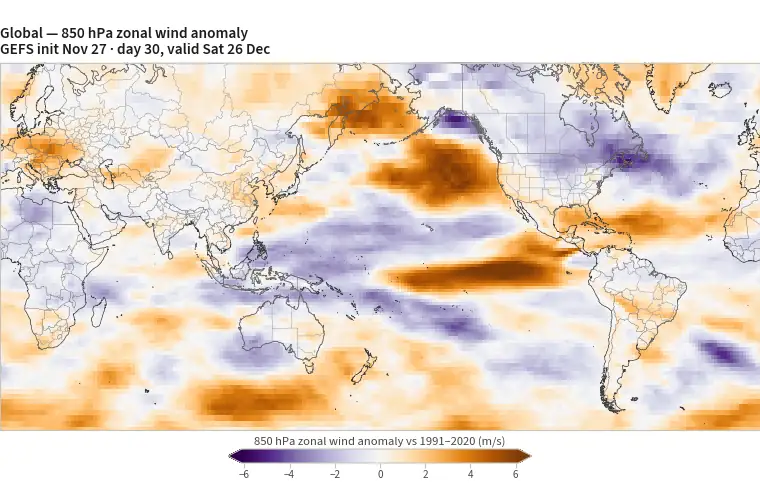 Global — 850 hPa zonal wind anomaly
GEFS init Nov 27 · day 30, valid Sat 26 Dec
850 hPa zonal wind anomaly vs 1991–2020 (m/s)
−6 −4 −2 0 2 4 6